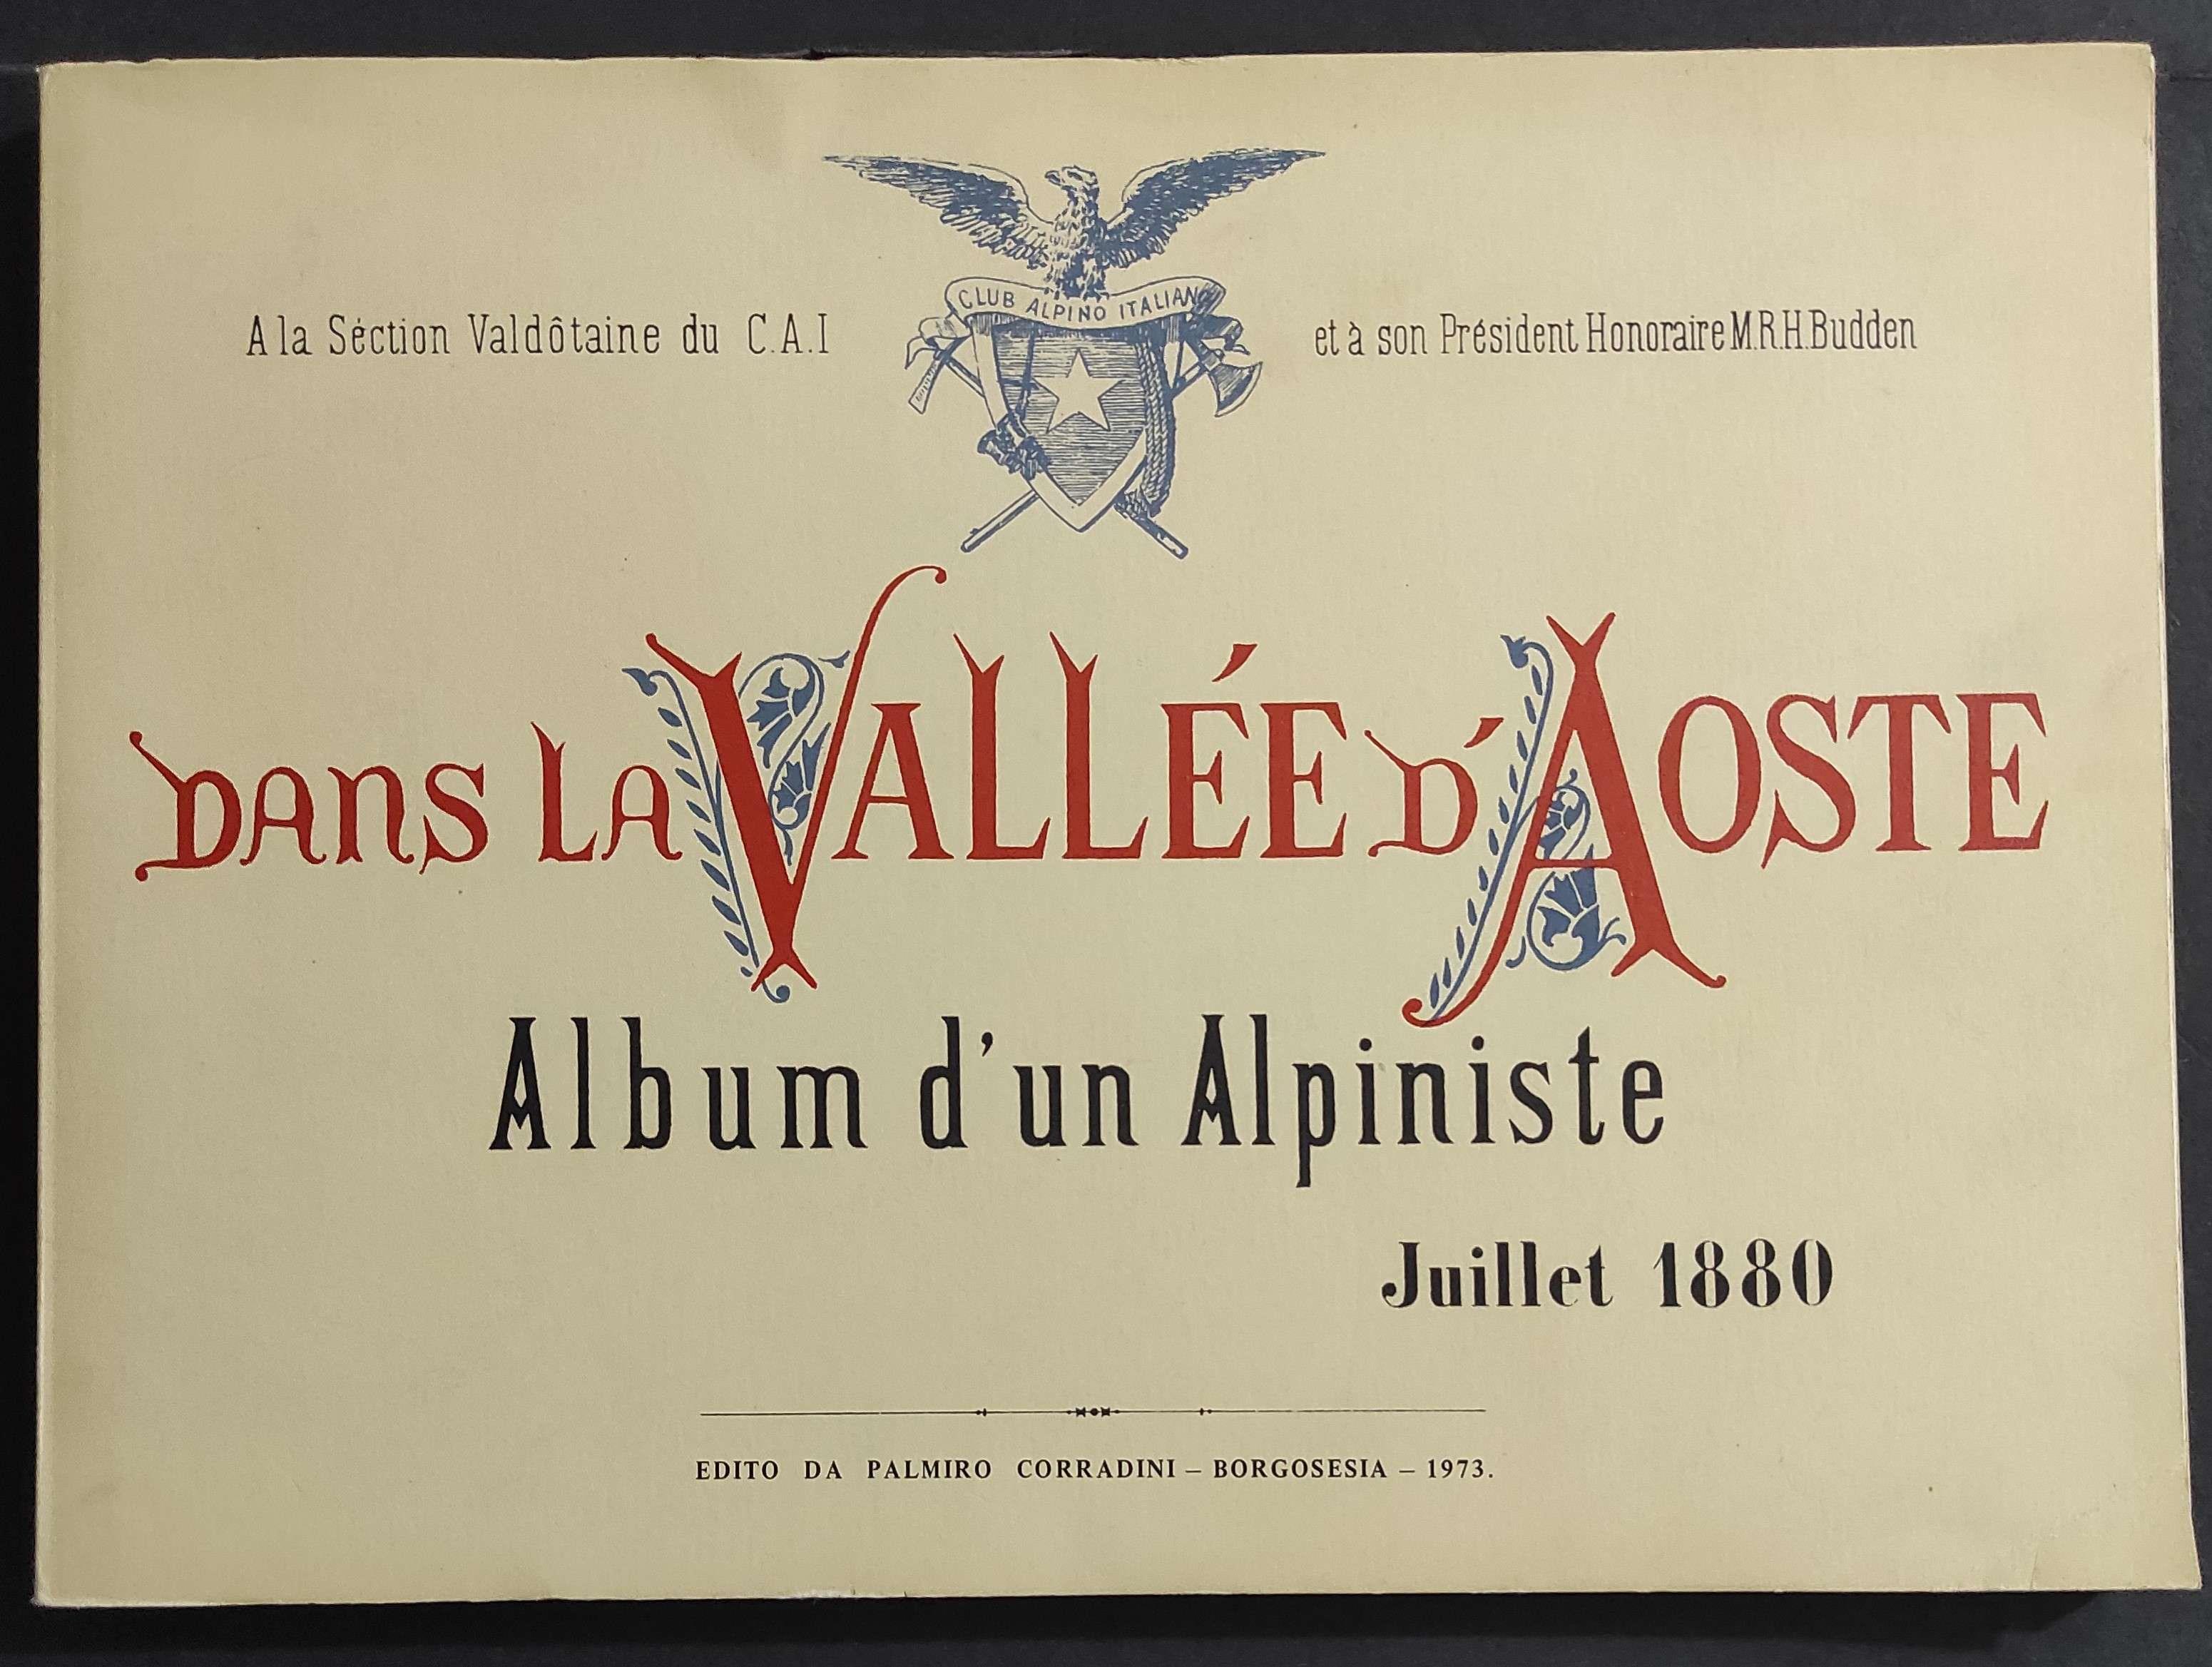 CLUB ALPINO ITALIANO
A la Séction Valdôtaine du C.A.I et à son Président Honoraire M.R.H.Budden
DANS LA VALLÉE D'AOSTE
Album d'un Alpiniste
Juillet 1880
EDITO DA PALMIRO CORRADINI – BORGOSESIA – 1973.